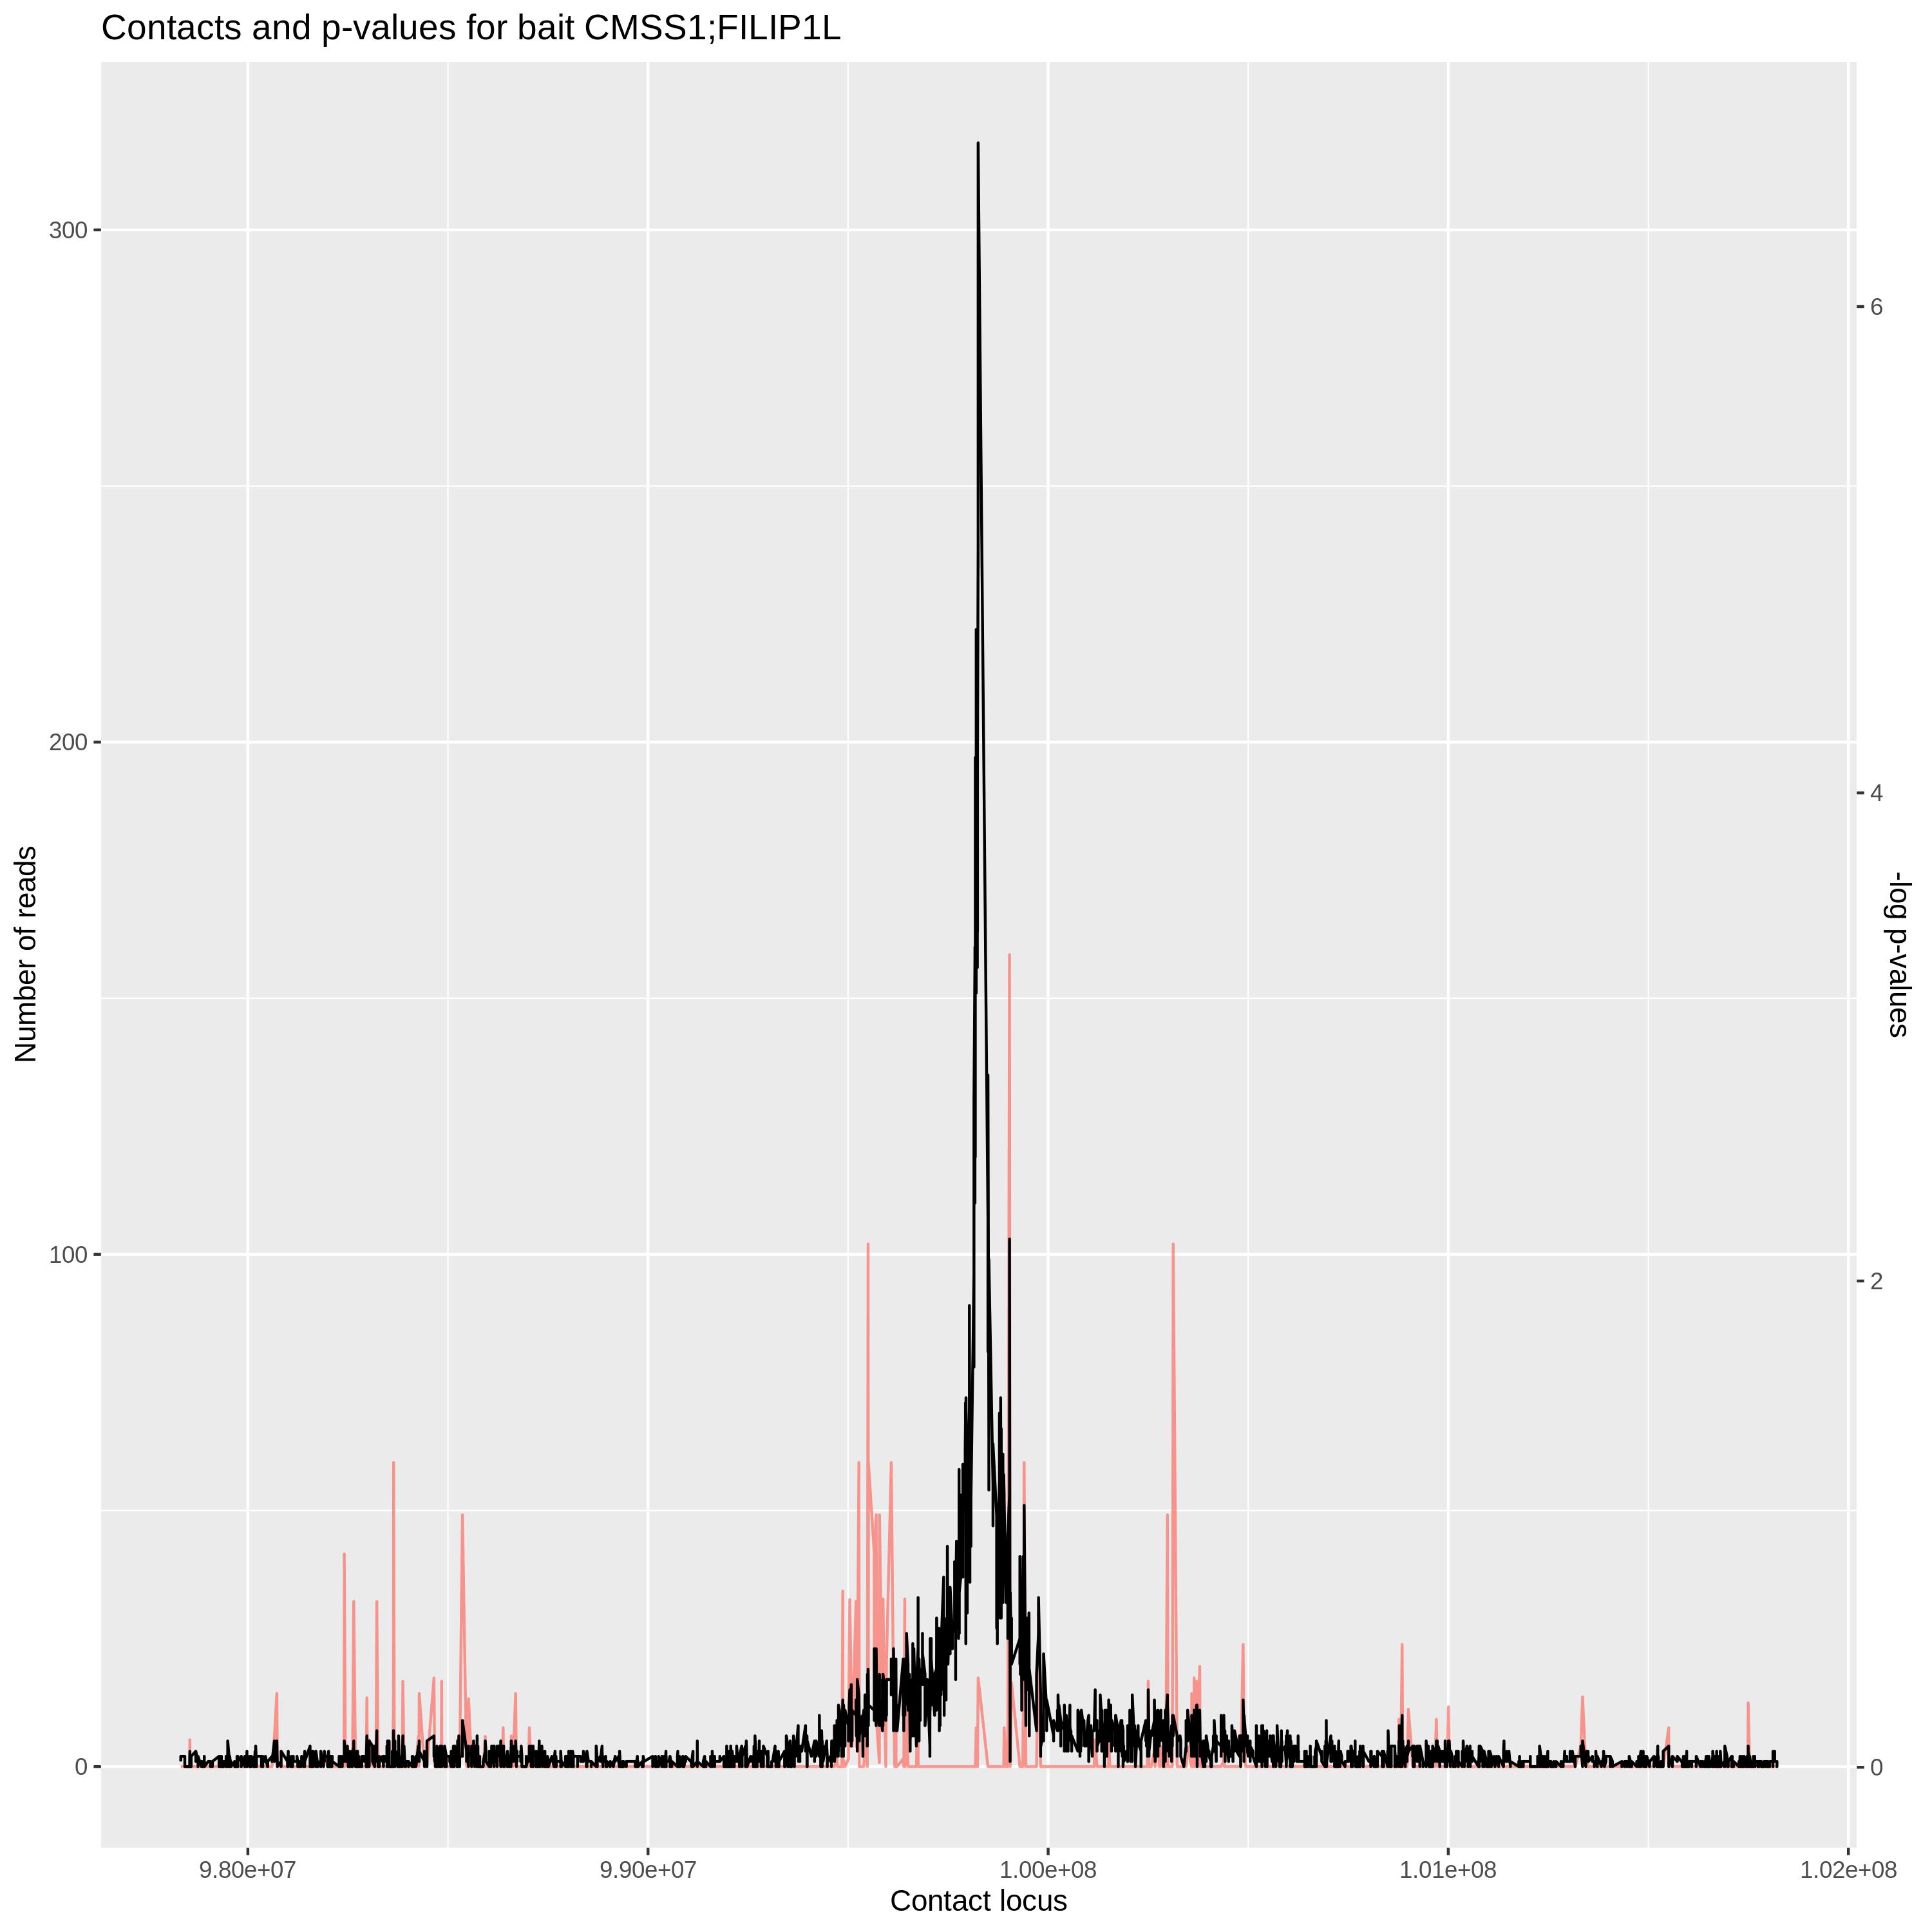 Contacts and p-values for bait CMSS1;FILIP1L
Number of reads
300
200
100
0
6
4
2
0
-log p-values
9.80e+07
9.90e+07
1.00e+08
1.01e+08
1.02e+08
Contact locus